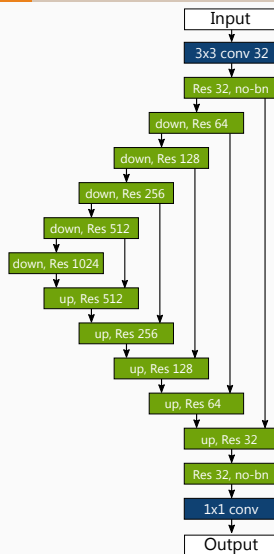 Input
3x3 conv 32
Res 32, no-bn
down, Res 64
down, Res 128
down, Res 256
down, Res 512
down, Res 1024
up, Res 512
up, Res 256
up, Res 128
up, Res 64
up, Res 32
Res 32, no-bn
1x1 conv
Output